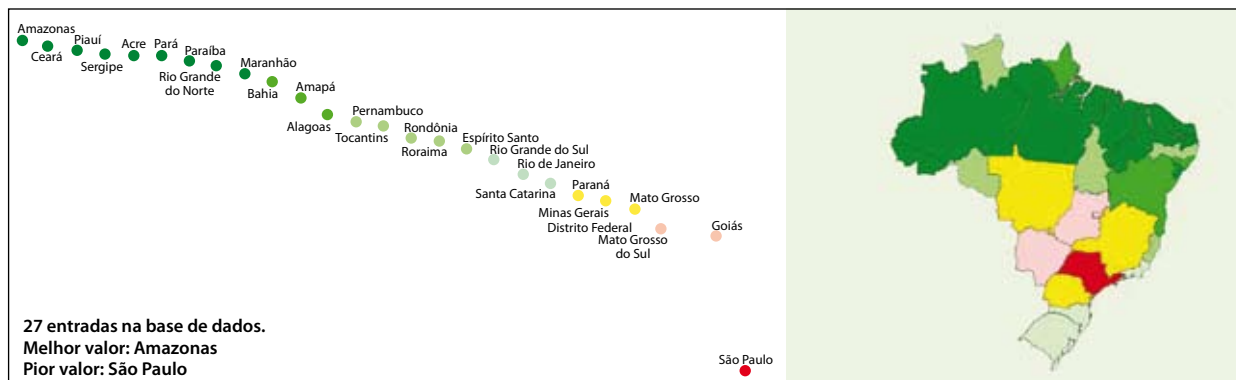 Amazonas
Ceará
Piauí
Sergipe
Acre
Pará
Paraíba
Rio Grande
do Norte
Maranhão
Bahia
Amapá
Alagoas
Pernambuco
Tocantins
Rondônia
Roraima
Espírito Santo
Rio Grande do Sul
Rio de Janeiro
Santa Catarina
Paraná
Minas Gerais
Mato Grosso
Distrito Federal
Mato Grosso
do Sul
Goiás
São Paulo
27 entradas na base de dados.
Melhor valor: Amazonas
Pior valor: São Paulo